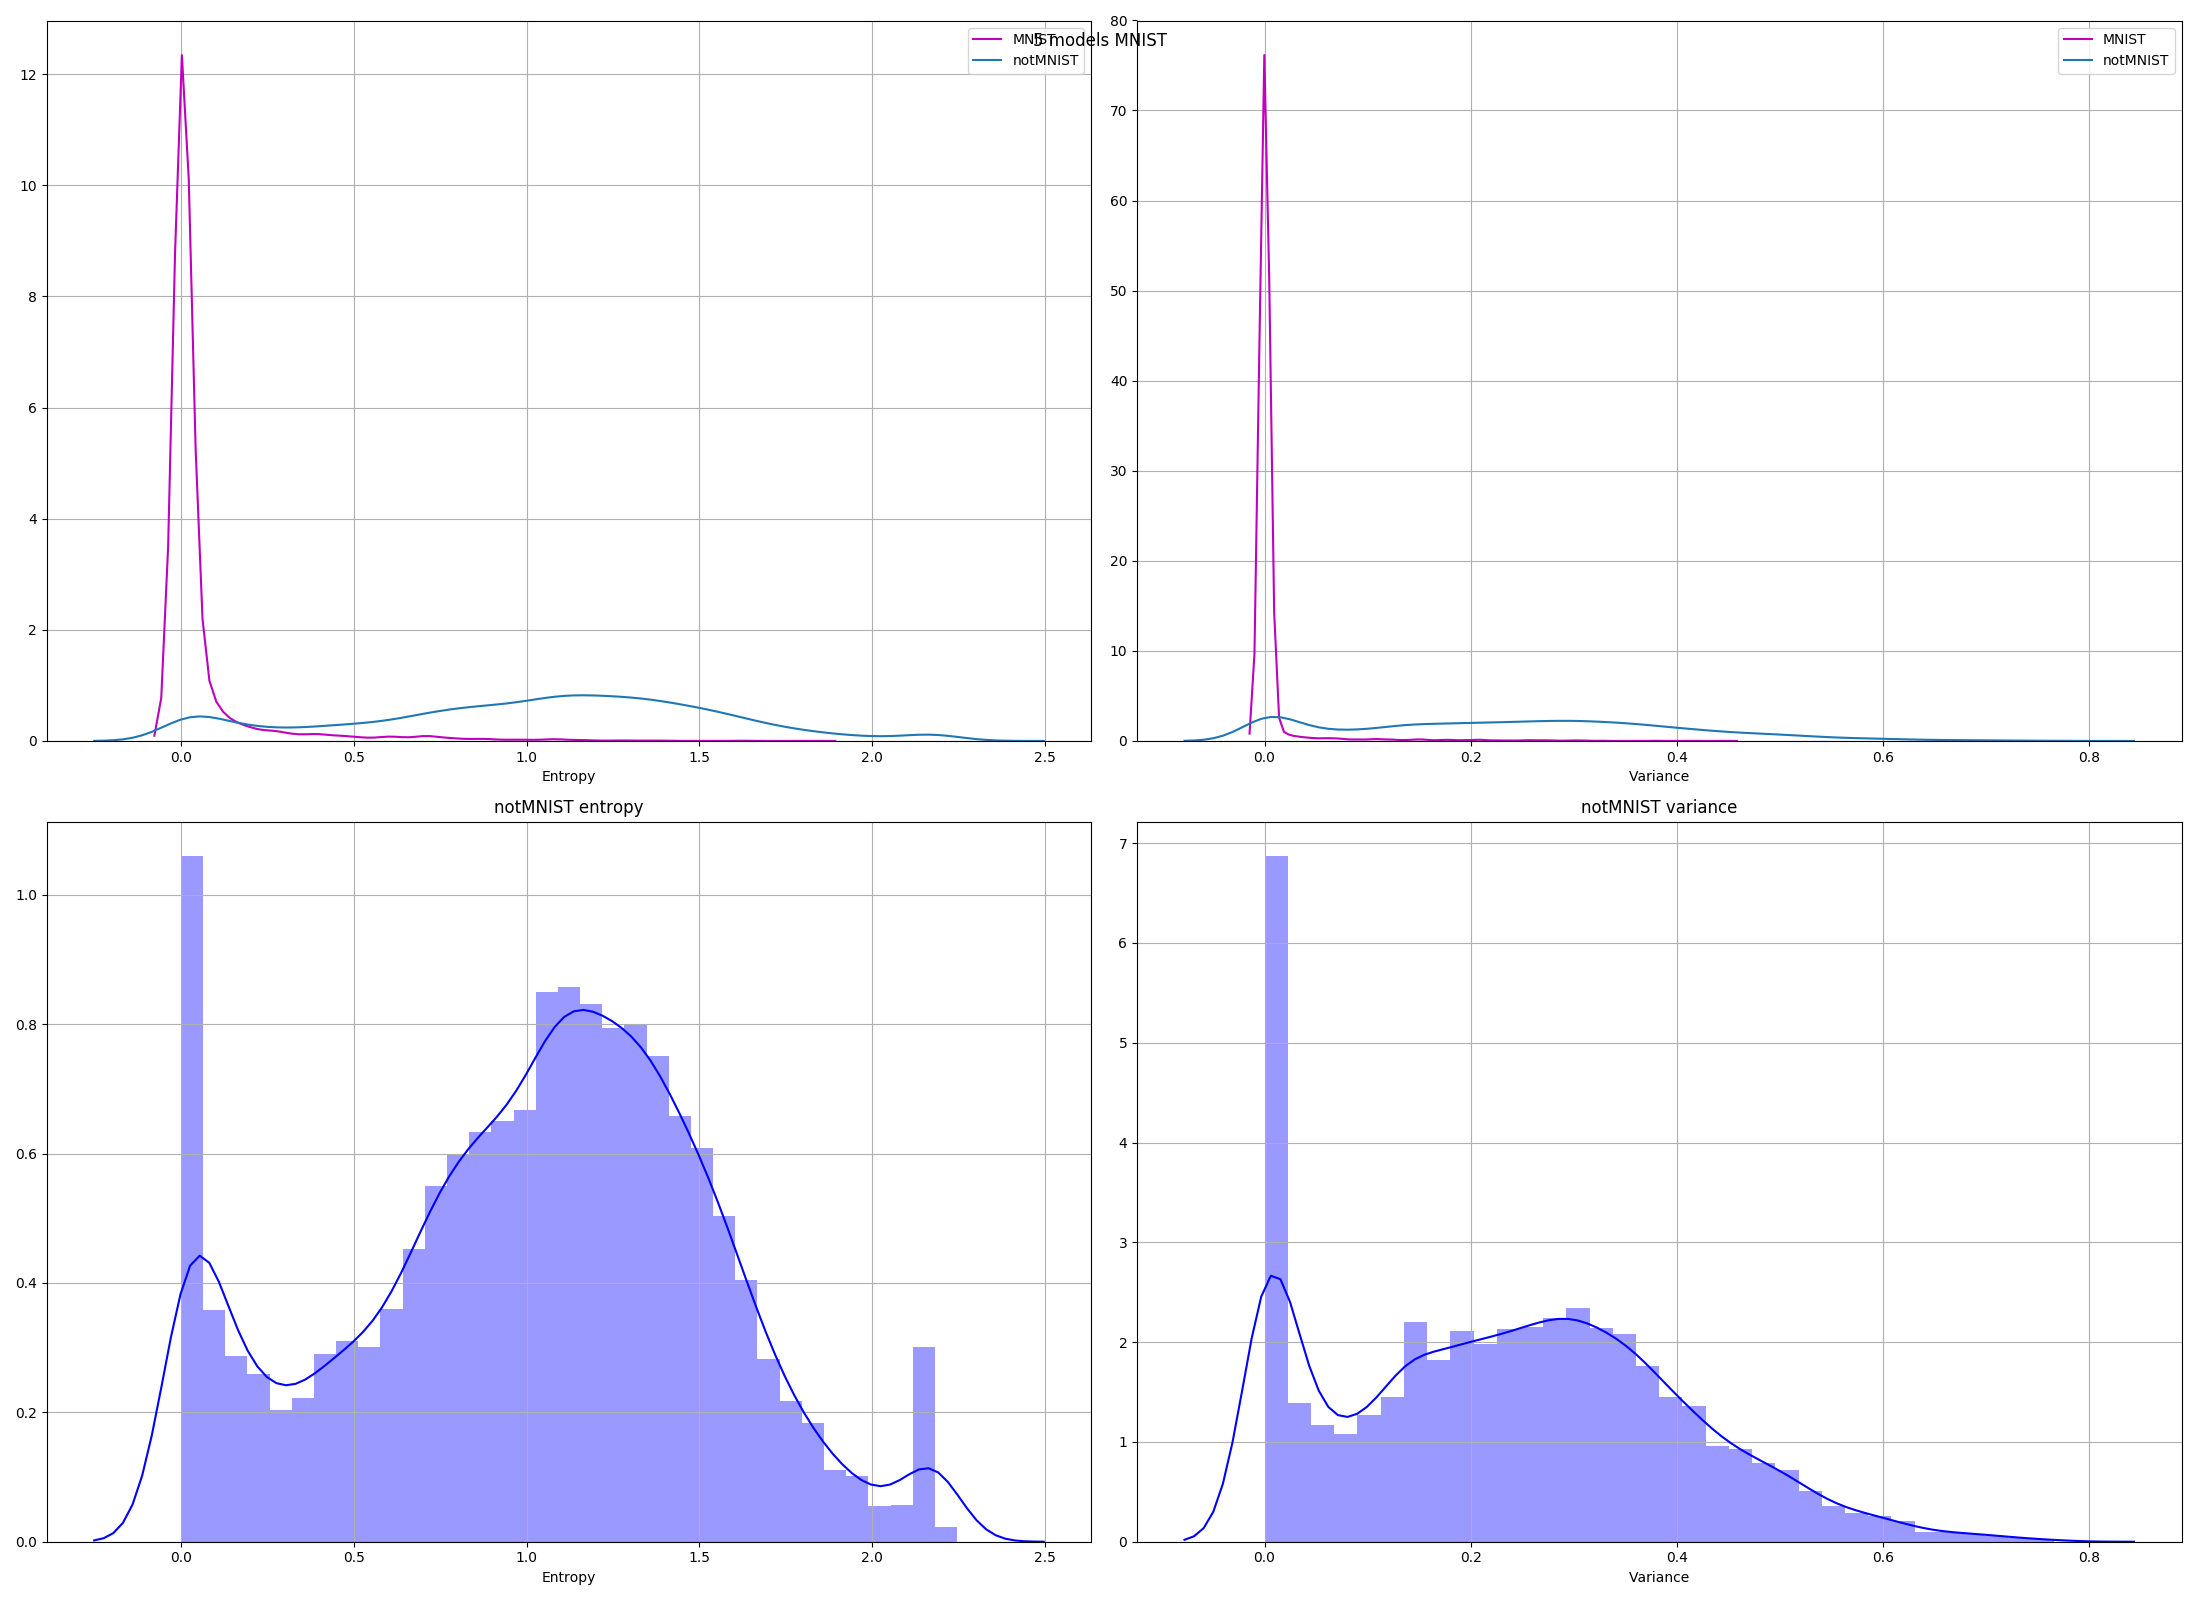 5 models MNIST
MNIST
notMNIST
12
10
8
6
4
2
0
0.0 0.5 1.0 1.5 2.0 2.5
Entropy
MNIST
notMNIST
80
70
60
50
40
30
20
10
0
0.0 0.2 0.4 0.6 0.8
Variance
notMNIST entropy
1.0
0.8
0.6
0.4
0.2
0.0
0.0 0.5 1.0 1.5 2.0 2.5
Entropy
notMNIST variance
7
6
5
4
3
2
1
0
0.0 0.2 0.4 0.6 0.8
Variance